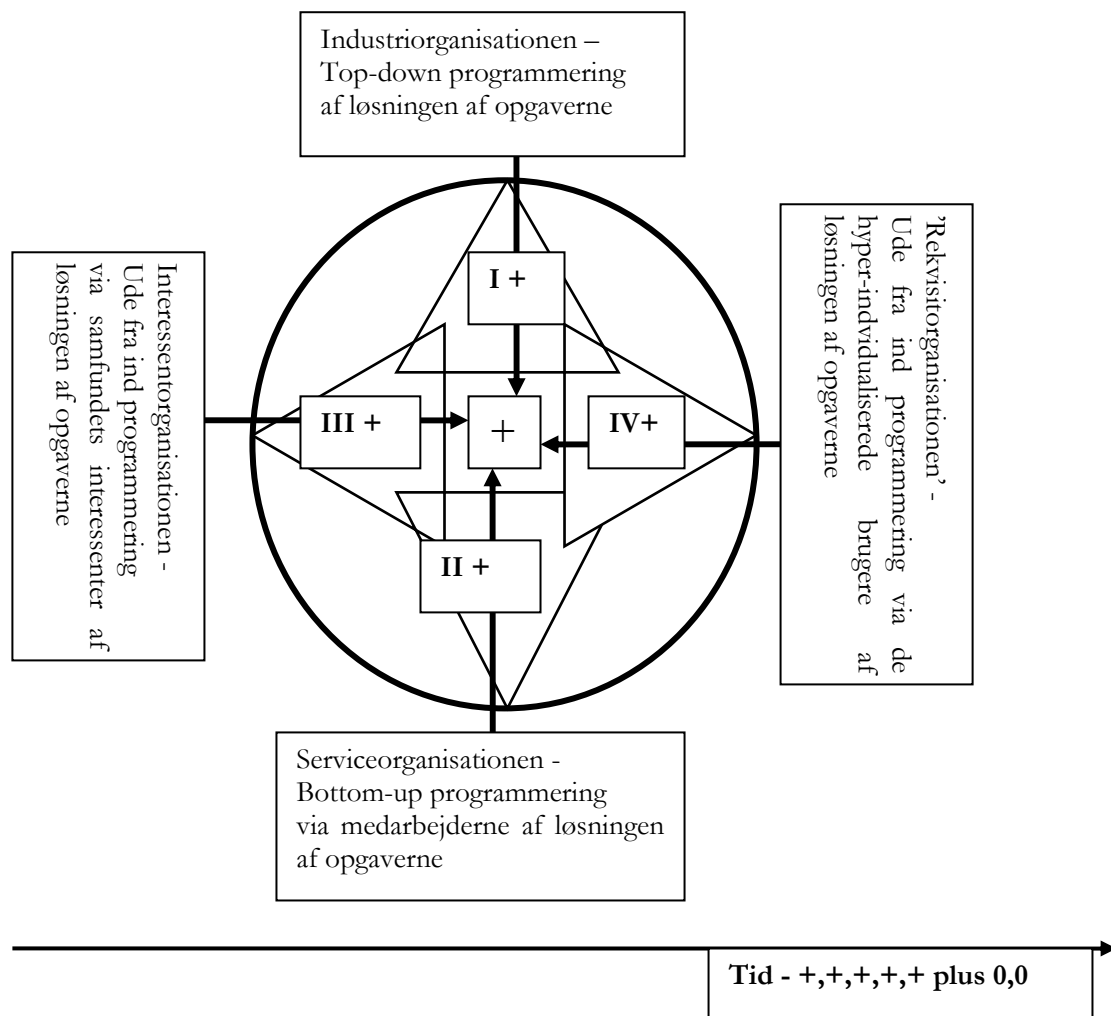 Industriorganisationen –
Top-down programmering
af løsningen af opgaverne
I +
Interessentorganisationen -
Ude fra ind programmering
via samfundets interessenter af
løsningen af opgaverne
III +
+
IV+
’Rekvisitorganisationen’ -
Ude fra ind programmering via de
hyper-indvidualiserede brugere af
løsningen af opgaverne
II +
Serviceorganisationen -
Bottom-up programmering
via medarbejderne af løsningen
af opgaverne
Tid - +,+,+,+,+ plus 0,0